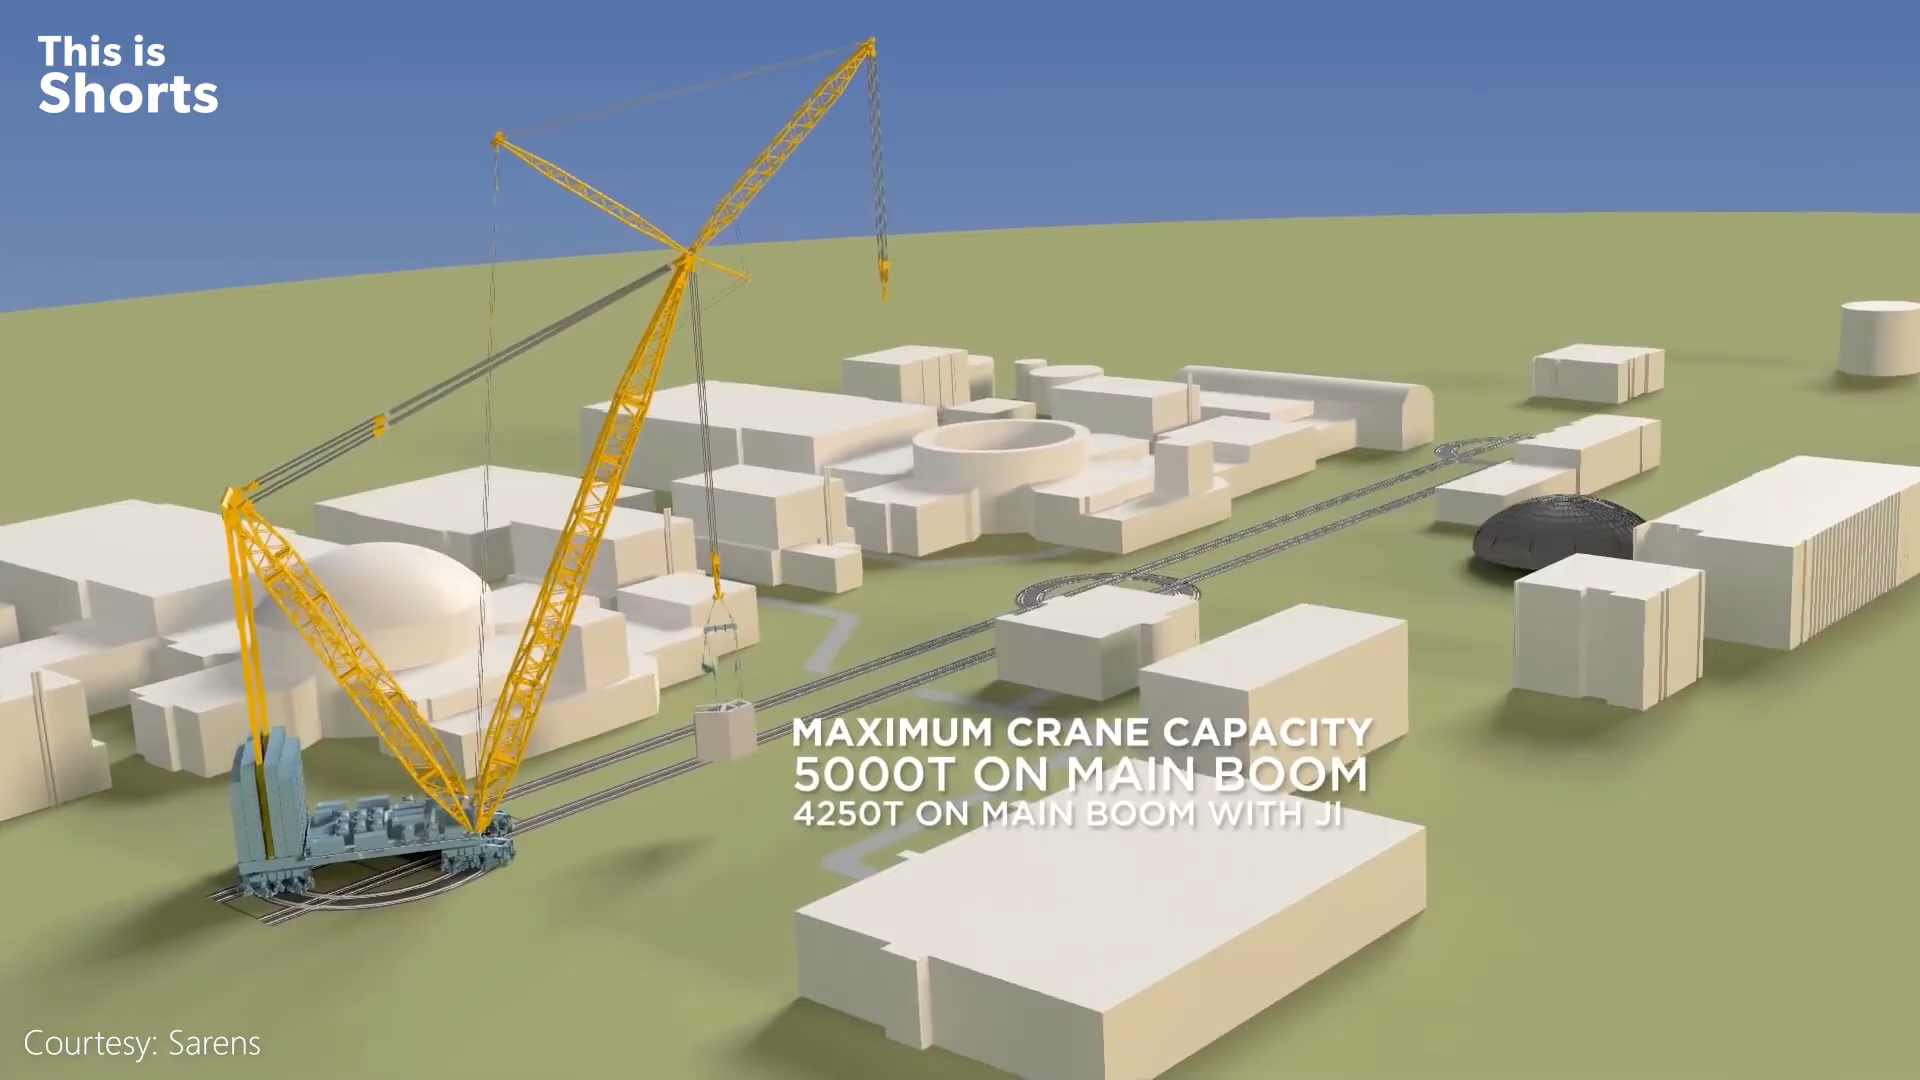 This is
Shorts
MAXIMUM CRANE CAPACITY
5000T ON MAIN BOOM
4250T ON MAIN BOOM WITH JI
Courtesy: Sarens